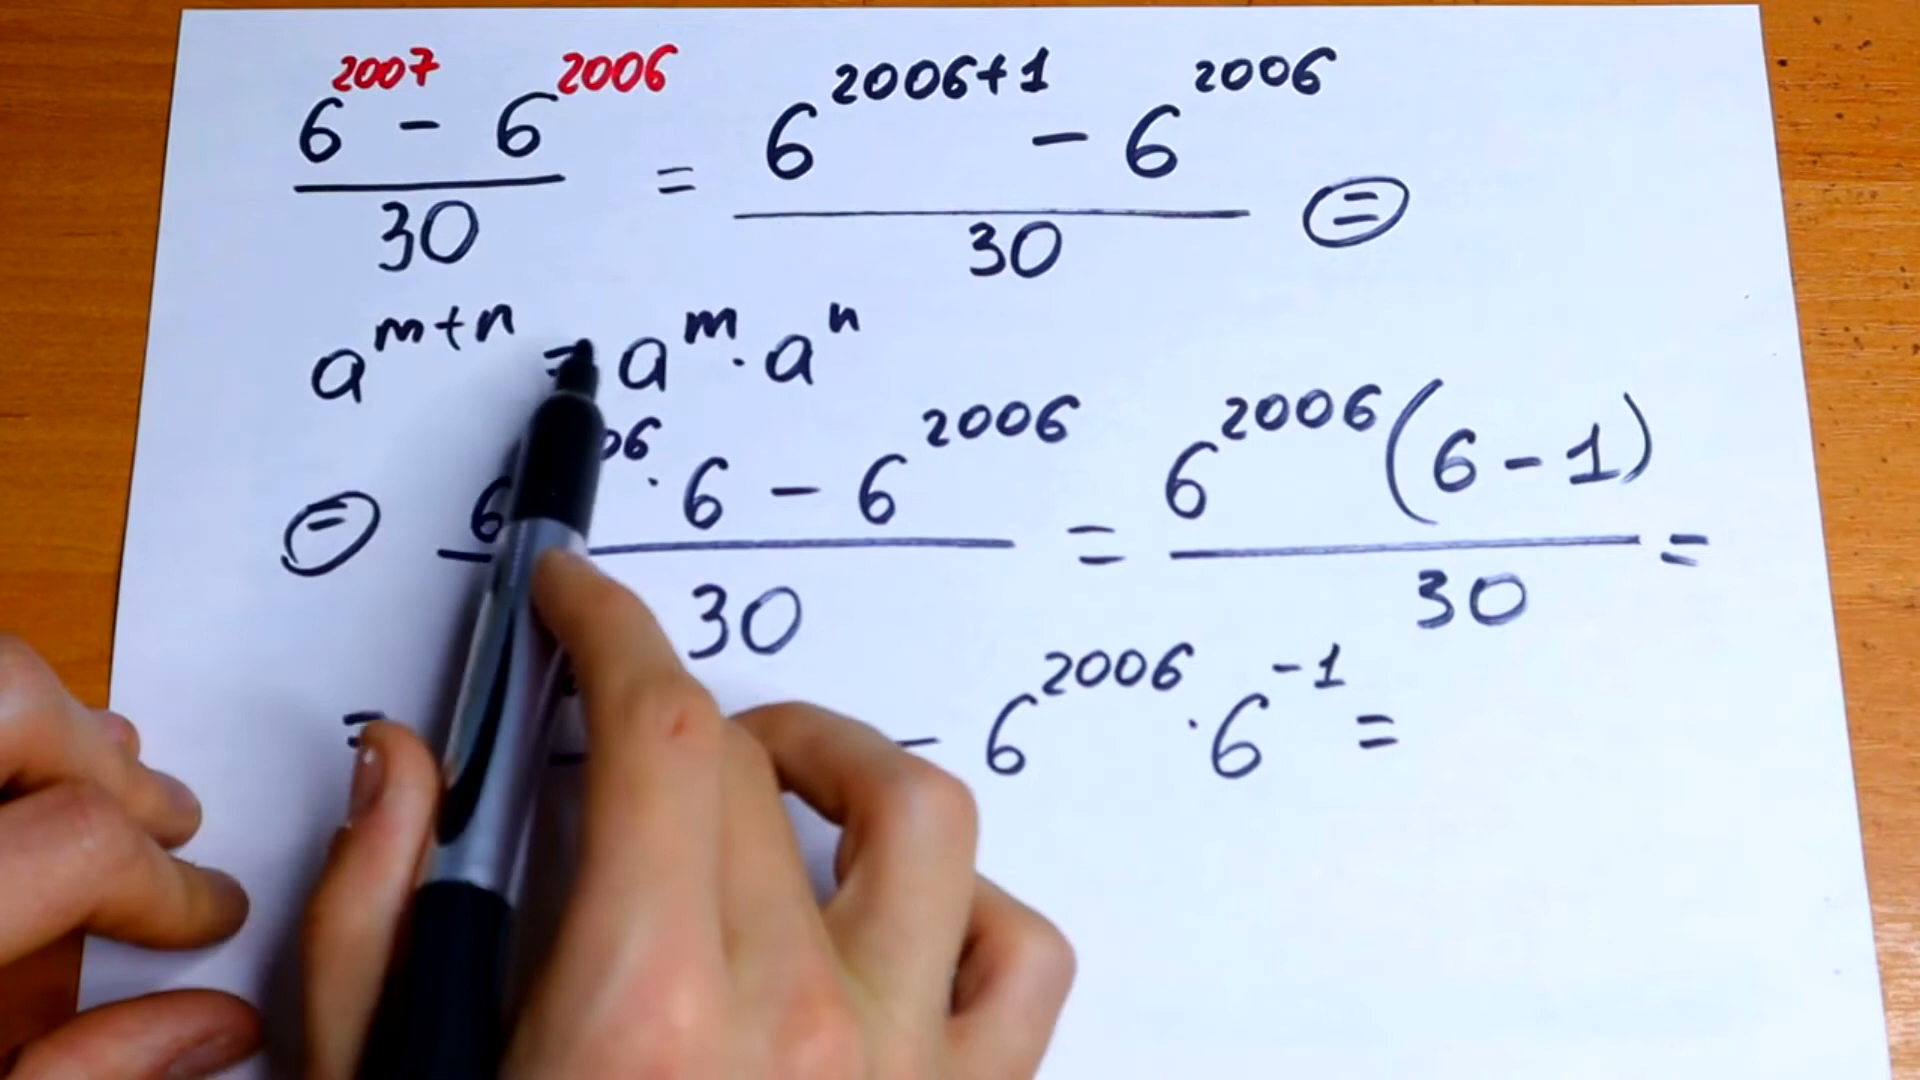 6^2007 - 6^2006 / 30 = 6^2006+1 - 6^2006 / 30 =
a^m+n = a^m · a^n
= 6 06 · 6 - 6^2006 / 30 = 6^2006 (6 - 1) / 30 =
= 6^2006 · 6^-1 =